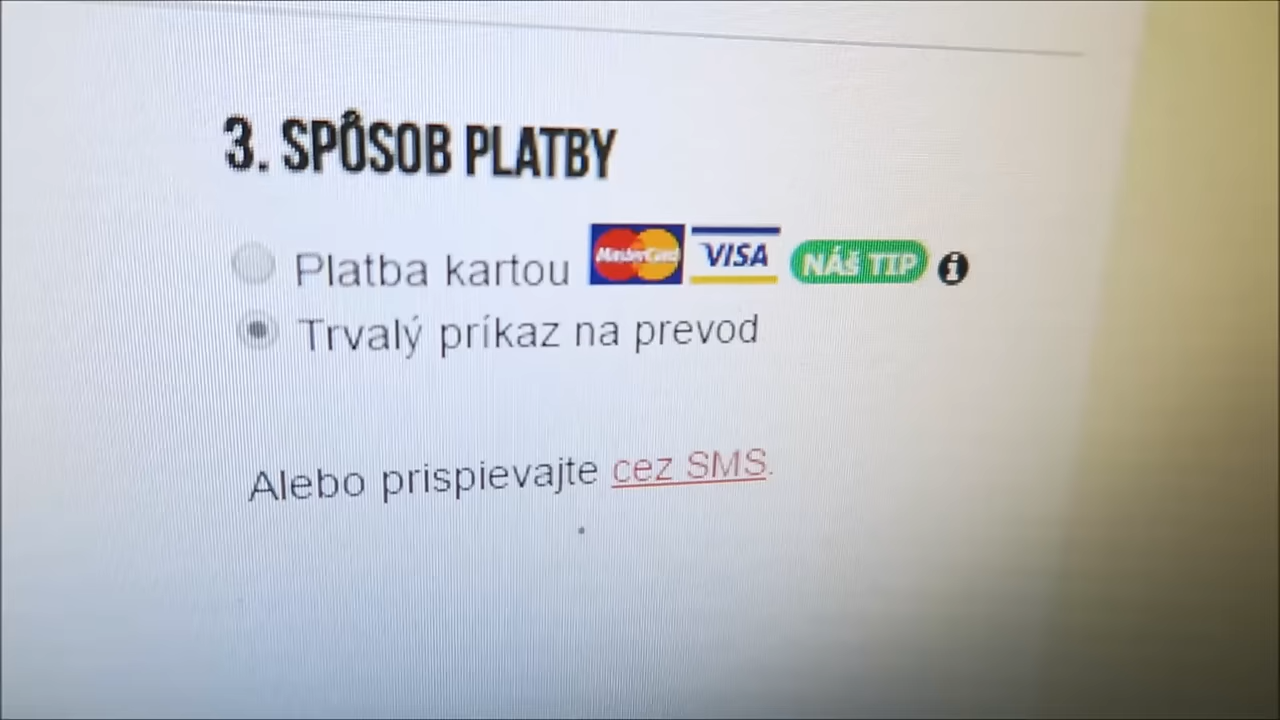 3. SPÔSOB PLATBY
Platba kartou MasterCard VISA NÁŠ TIP i
Trvalý príkaz na prevod
Alebo prispievajte cez SMS.